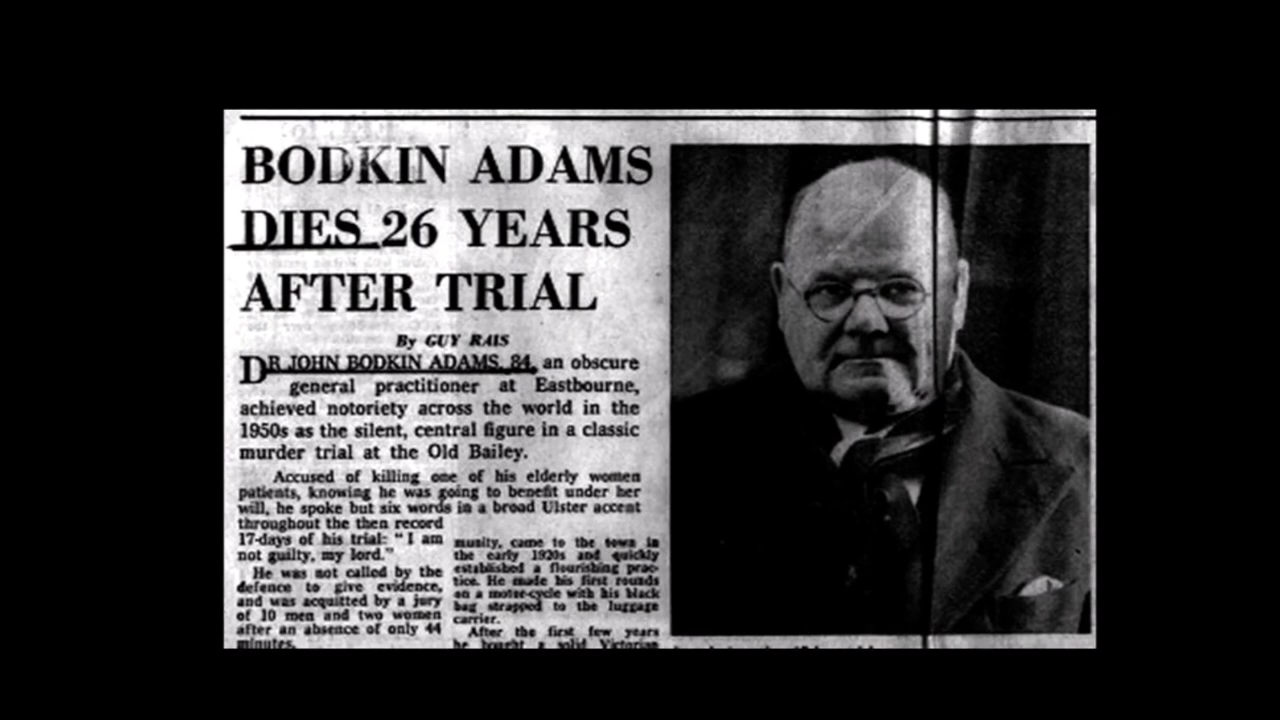 BODKIN ADAMS
DIES 26 YEARS
AFTER TRIAL
By GUY RAIS
DR JOHN BODKIN ADAMS, 84, an obscure
general practitioner at Eastbourne,
achieved notoriety across the world in the
1950s as the silent, central figure in a classic
murder trial at the Old Bailey.
Accused of killing one of his elderly women
patients, knowing he was going to benefit under her
will, he spoke but six words in a broad Ulster accent
throughout the then record
17-days of his trial: “I am
not guilty, my lord.”
He was not called by the
defence to give evidence,
and was acquitted by a jury
of 10 men and two women
after an absence of only 44
minutes.
munity, came to the town in
the early 1920s and quickly
established a flourishing prac-
tice. He made his first rounds
on a motor-cycle with his black
bag strapped to the luggage
carrier.
After the first few years
he bought a solid Victorian